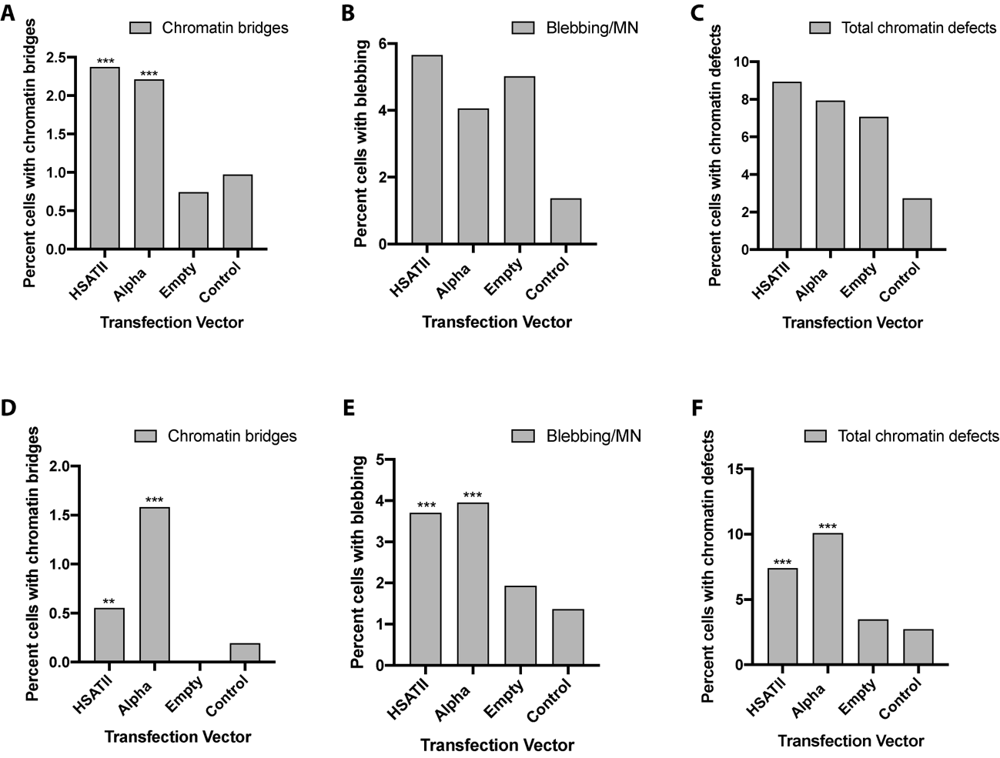 A
Chromatin bridges
Percent cells with chromatin bridges
2.5
2.0
1.5
1.0
0.5
0.0
***
***
HSATII
Alpha
Empty
Control
Transfection Vector
B
Blebbing/MN
Percent cells with blebbing
6
4
2
0
HSATII
Alpha
Empty
Control
Transfection Vector
C
Total chromatin defects
Percent cells with chromatin defects
10
8
6
4
2
0
HSATII
Alpha
Empty
Control
Transfection Vector
D
Chromatin bridges
Percent cells with chromatin bridges
2.0
1.5
1.0
0.5
0.0
**
***
HSATII
Alpha
Empty
Control
Transfection Vector
E
Blebbing/MN
Percent cells with blebbing
5
4
3
2
1
0
***
***
HSATII
Alpha
Empty
Control
Transfection Vector
F
Total chromatin defects
Percent cells with chromatin defects
15
10
5
0
***
***
HSATII
Alpha
Empty
Control
Transfection Vector